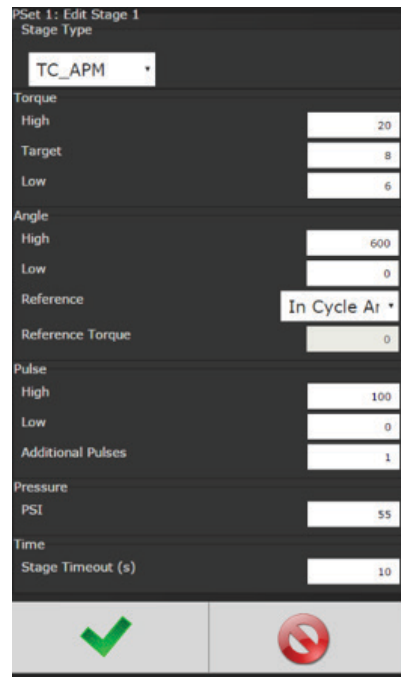 PSet 1: Edit Stage 1
Stage Type
TC_APM
Torque
High 20
Target 8
Low 6
Angle
High 600
Low 0
Reference In Cycle Ar
Reference Torque 0
Pulse
High 100
Low 0
Additional Pulses 1
Pressure
PSI 55
Time
Stage Timeout (s) 10